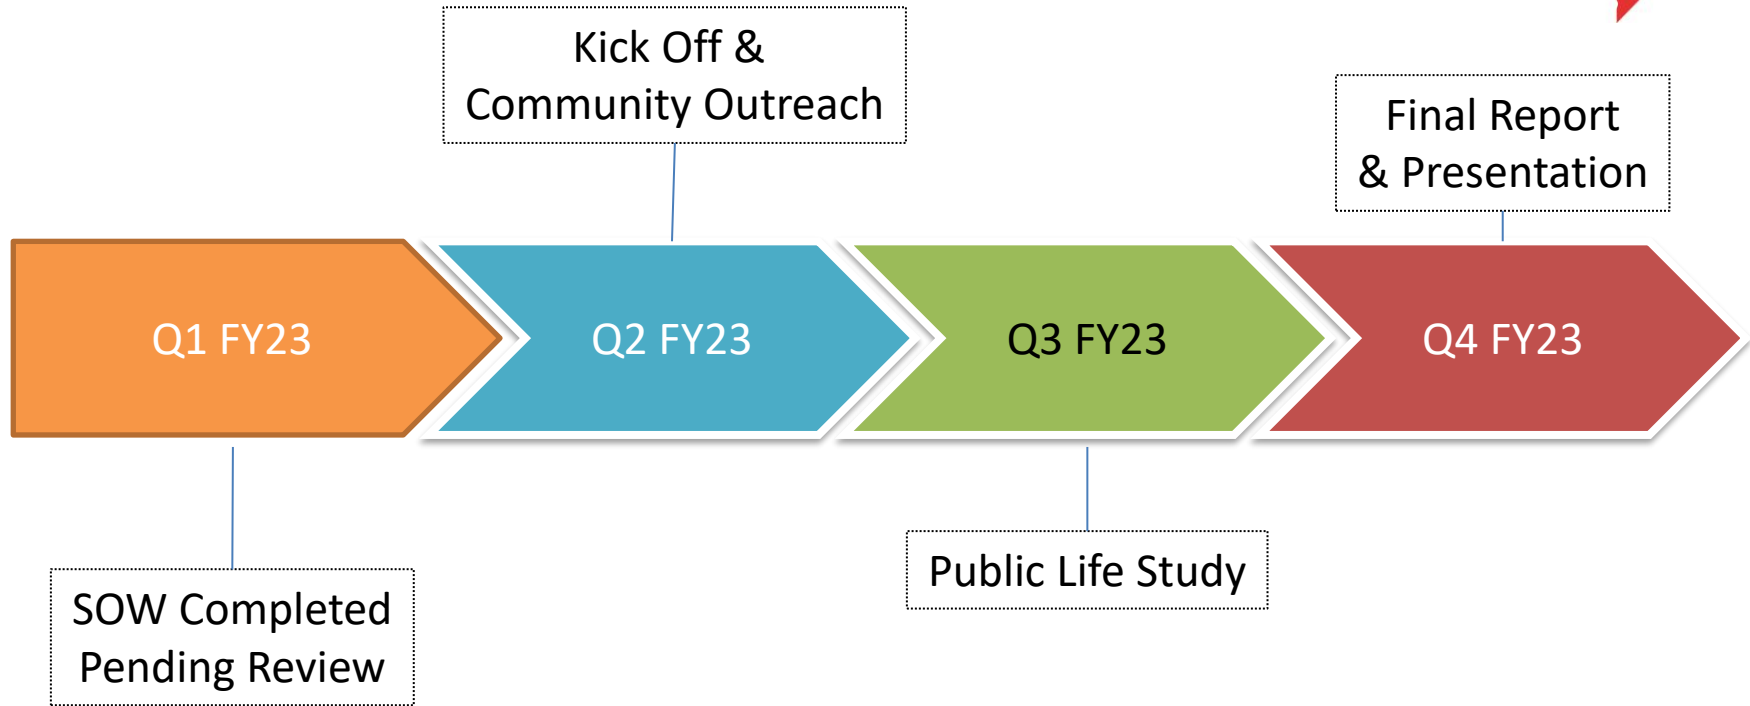 Kick Off &
Community Outreach
Final Report
& Presentation
Q1 FY23
Q2 FY23
Q3 FY23
Q4 FY23
SOW Completed
Pending Review
Public Life Study